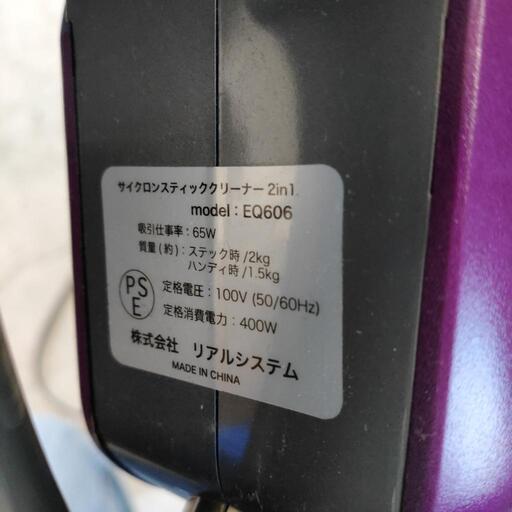 サイクロンスティッククリーナー 2in1.
model : EQ606
吸引仕事率 : 65W
質量 (約) : ステック時 /2kg
ハンディ時 /1.5kg
PS
E
定格電圧 : 100V (50/60Hz)
定格消費電力 : 400W
株式会社 リアルシステム
MADE IN CHINA